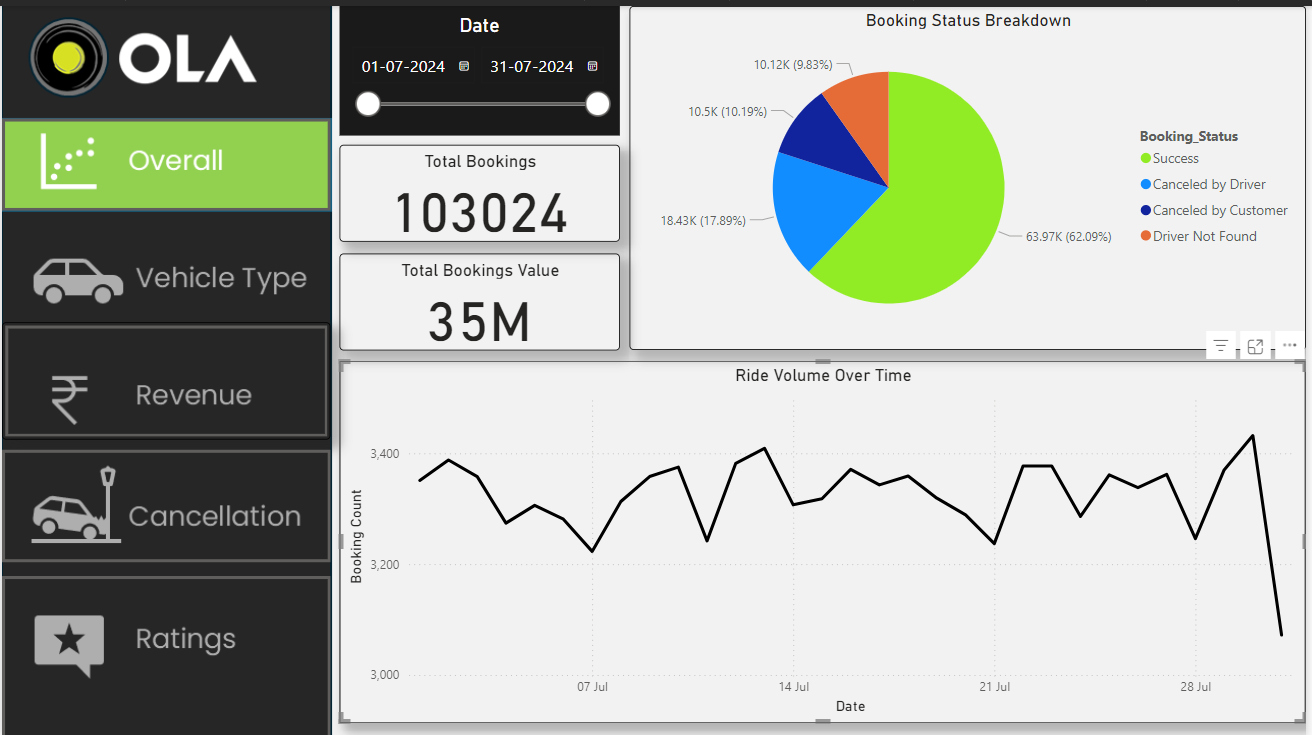 OLA
Overall
Vehicle Type
Revenue
Cancellation
Ratings
Date
01-07-2024 31-07-2024
Total Bookings
103024
Total Bookings Value
35M
Booking Status Breakdown
10.12K (9.83%)
10.5K (10.19%)
18.43K (17.89%)
63.97K (62.09%)
Booking_Status
Success
Canceled by Driver
Canceled by Customer
Driver Not Found
Ride Volume Over Time
Booking Count
3,400
3,200
3,000
07 Jul 14 Jul 21 Jul 28 Jul
Date